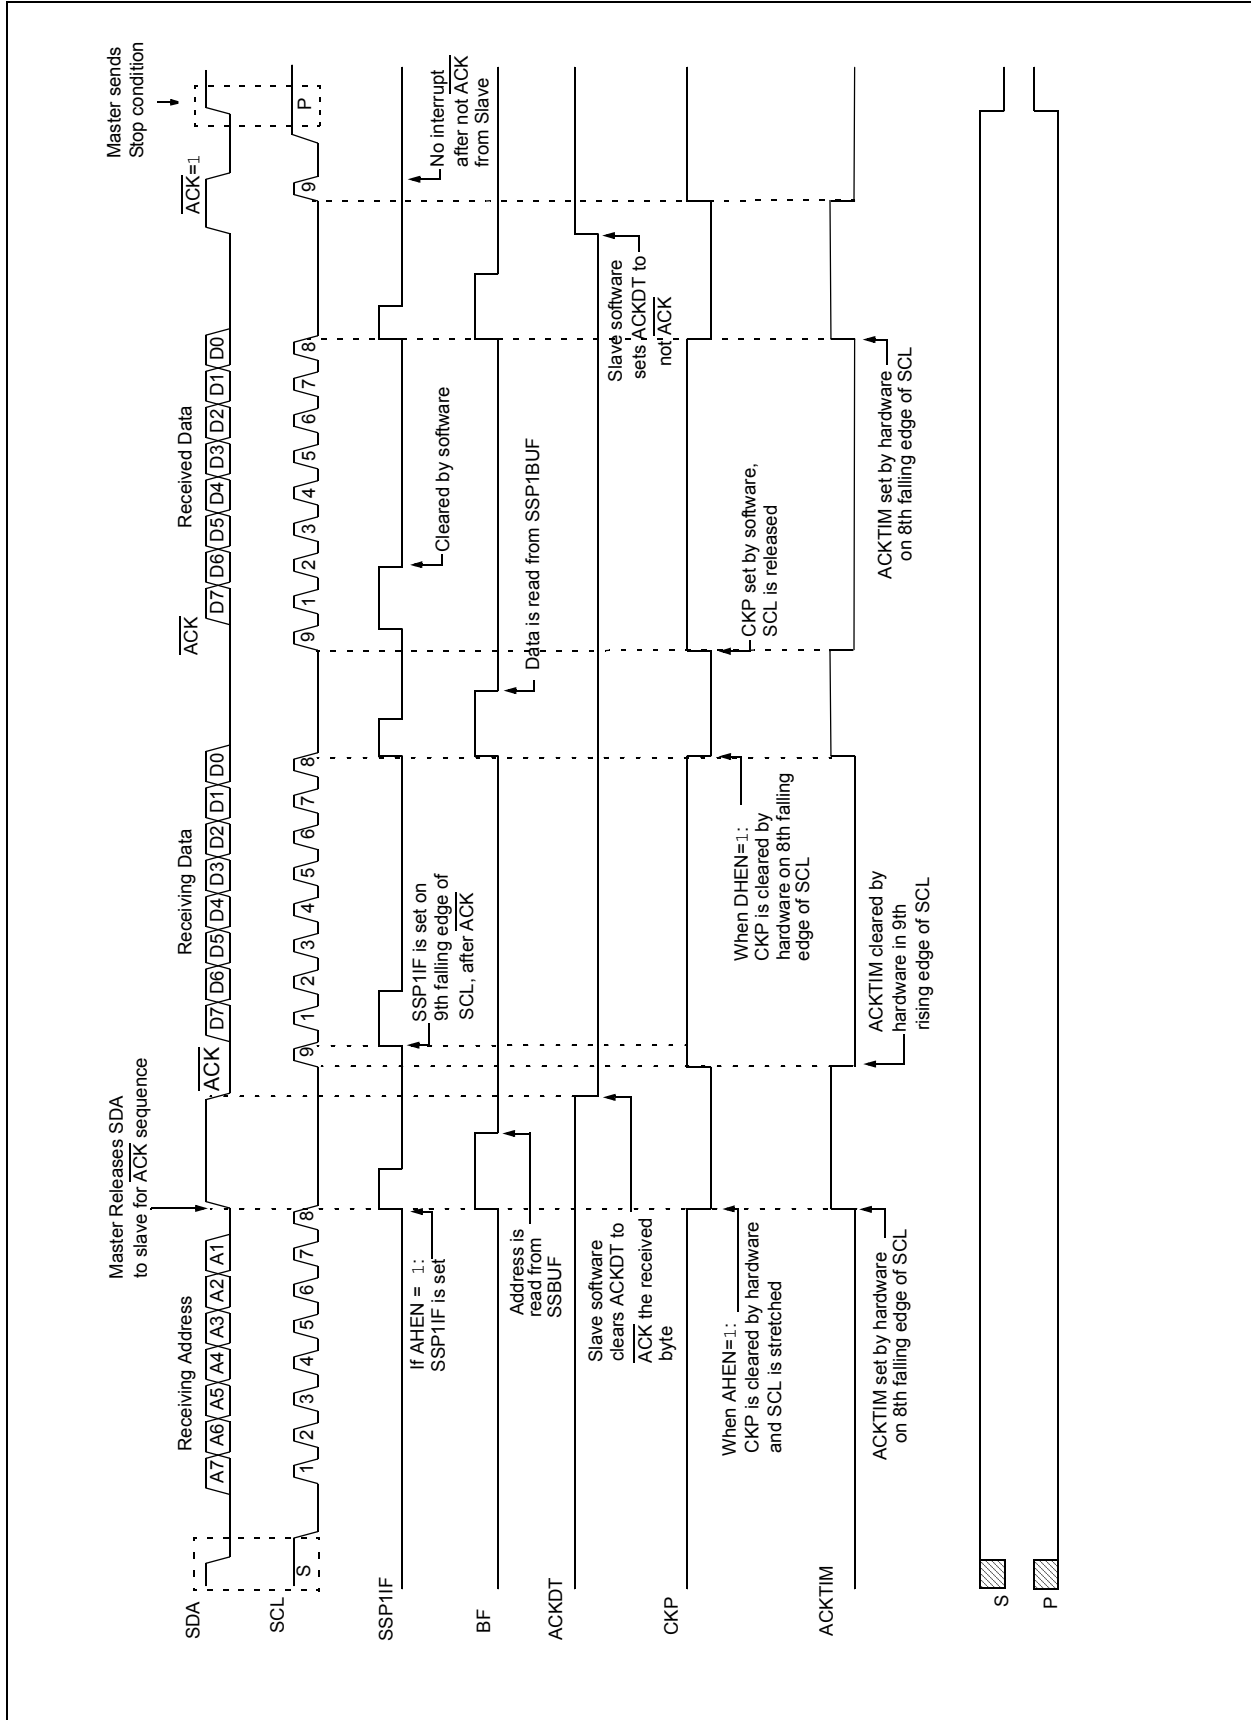 Master Releases SDA
to slave for ACK sequence
Master sends
Stop condition
Receiving Address
Receiving Data
Received Data
ACK
ACK
ACK=1
SDA
A7 A6 A5 A4 A3 A2 A1
D7 D6 D5 D4 D3 D2 D1 D0
D7 D6 D5 D4 D3 D2 D1 D0
SCL
S
1 2 3 4 5 6 7 8 9
1 2 3 4 5 6 7 8 9
1 2 3 4 5 6 7 8 9
P
SSP1IF
If AHEN = 1:
SSP1IF is set
SSP1IF is set on
9th falling edge of
SCL, after ACK
Cleared by software
No interrupt
after not ACK
from Slave
BF
Address is
read from
SSBUF
Data is read from SSP1BUF
ACKDT
Slave software
clears ACKDT to
ACK the received
byte
Slave software
sets ACKDT to
not ACK
CKP
When AHEN=1:
CKP is cleared by hardware
and SCL is stretched
When DHEN=1:
CKP is cleared by
hardware on 8th falling
edge of SCL
CKP set by software,
SCL is released
ACKTIM
ACKTIM set by hardware
on 8th falling edge of SCL
ACKTIM cleared by
hardware in 9th
rising edge of SCL
ACKTIM set by hardware
on 8th falling edge of SCL
S
P